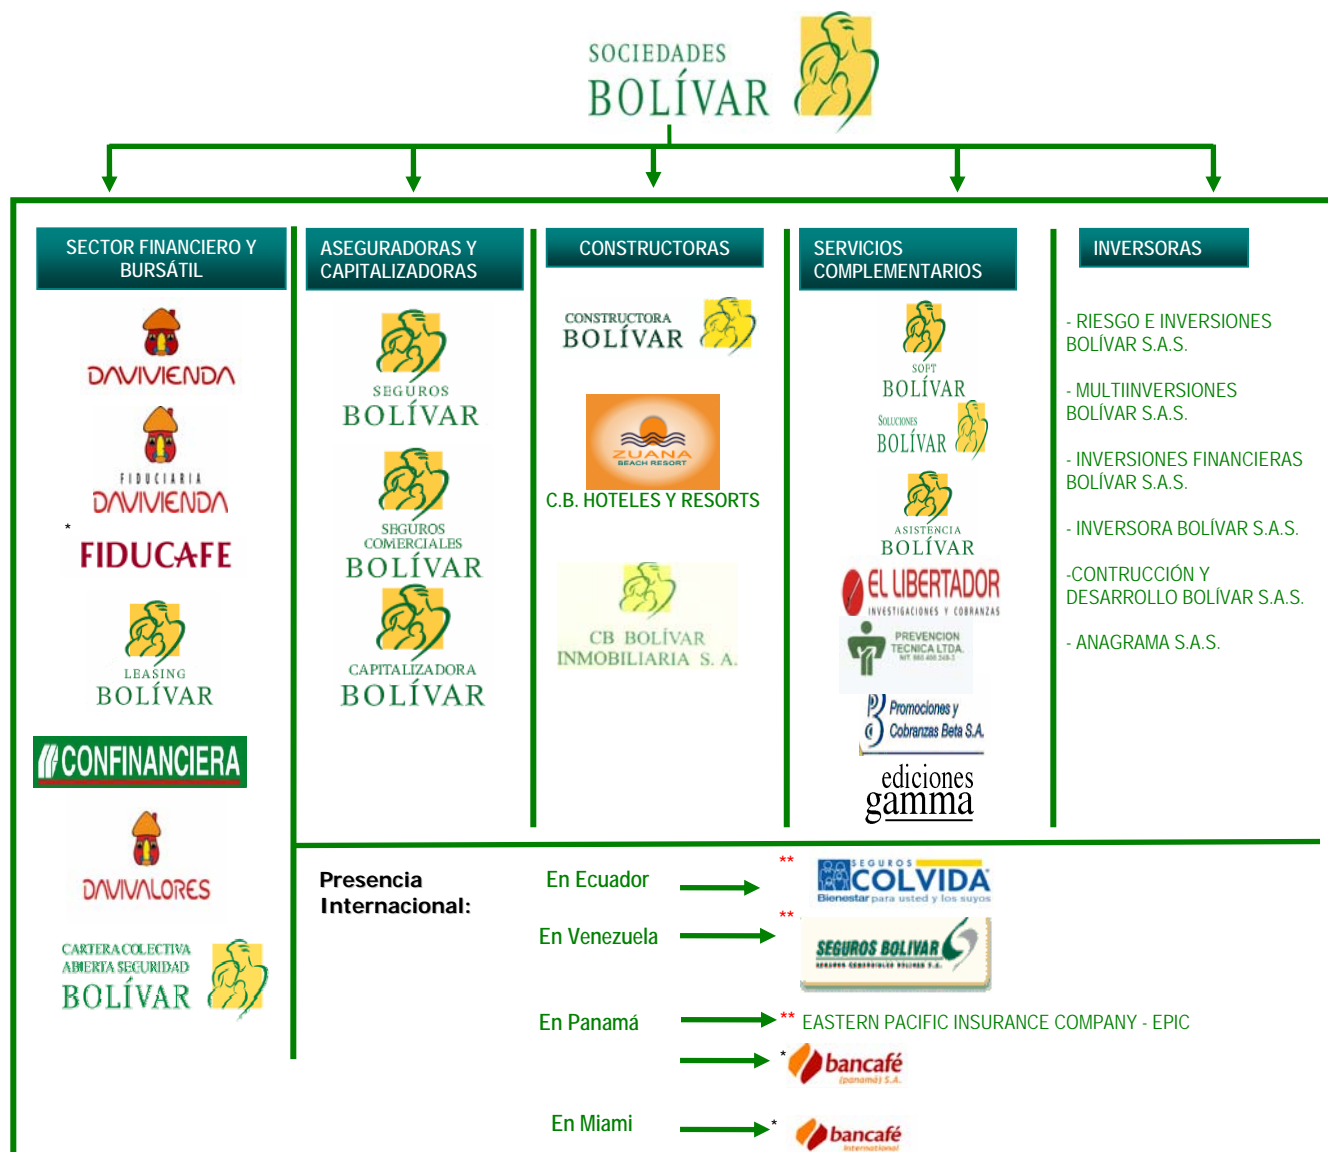 SOCIEDADES
BOLÍVAR
SECTOR FINANCIERO Y
BURSÁTIL
DAVIVIENDA
FIDUCIARIA
DAVIVIENDA
*
FIDUCAFE
LEASING
BOLÍVAR
CONFINANCIERA
DAVIVALORES
CARTERA COLECTIVA
ABIERTA SEGURIDAD
BOLÍVAR
ASEGURADORAS Y
CAPITALIZADORAS
SEGUROS
BOLÍVAR
SEGUROS
COMERCIALES
BOLÍVAR
CAPITALIZADORA
BOLÍVAR
CONSTRUCTORAS
CONSTRUCTORA
BOLÍVAR
ZUANA
BEACH RESORT
C.B. HOTELES Y RESORTS
CB BOLÍVAR
INMOBILIARIA S. A.
SERVICIOS
COMPLEMENTARIOS
SOFT
BOLÍVAR
SOLUCIONES
BOLÍVAR
ASISTENCIA
BOLÍVAR
EL LIBERTADOR
INVESTIGACIONES Y COBRANZAS
PREVENCION
TECNICA LTDA.
Promociones y
Cobranzas Beta S.A.
ediciones
gamma
INVERSORAS
- RIESGO E INVERSIONES
BOLÍVAR S.A.S.
- MULTIINVERSIONES
BOLÍVAR S.A.S.
- INVERSIONES FINANCIERAS
BOLÍVAR S.A.S.
- INVERSORA BOLÍVAR S.A.S.
-CONTRUCCIÓN Y
DESARROLLO BOLÍVAR S.A.S.
- ANAGRAMA S.A.S.
Presencia
Internacional:
En Ecuador
**
SEGUROS
COLVIDA
Bienestar para usted y los suyos
En Venezuela
**
SEGUROS BOLIVAR
SEGUROS COMERCIALES BOLIVAR S.A.
En Panamá
** EASTERN PACIFIC INSURANCE COMPANY - EPIC
*
bancafé
(panamá) S.A.
En Miami
*
bancafé
international